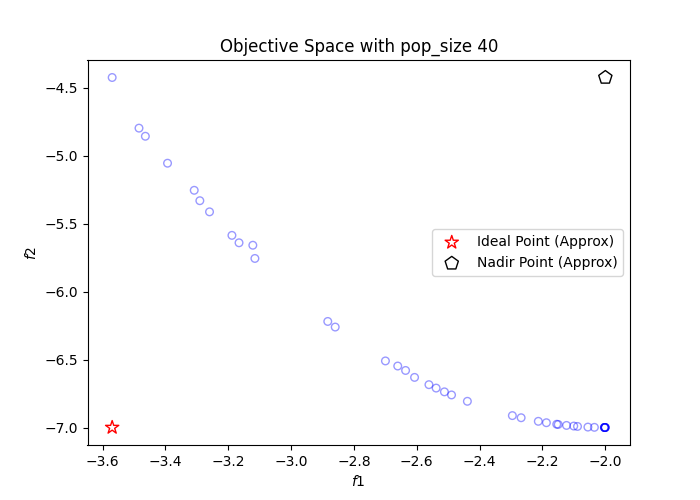 Objective Space with pop_size 40
f2
−4.5
−5.0
−5.5
−6.0
−6.5
−7.0
Ideal Point (Approx)
Nadir Point (Approx)
−3.6 −3.4 −3.2 −3.0 −2.8 −2.6 −2.4 −2.2 −2.0
f1